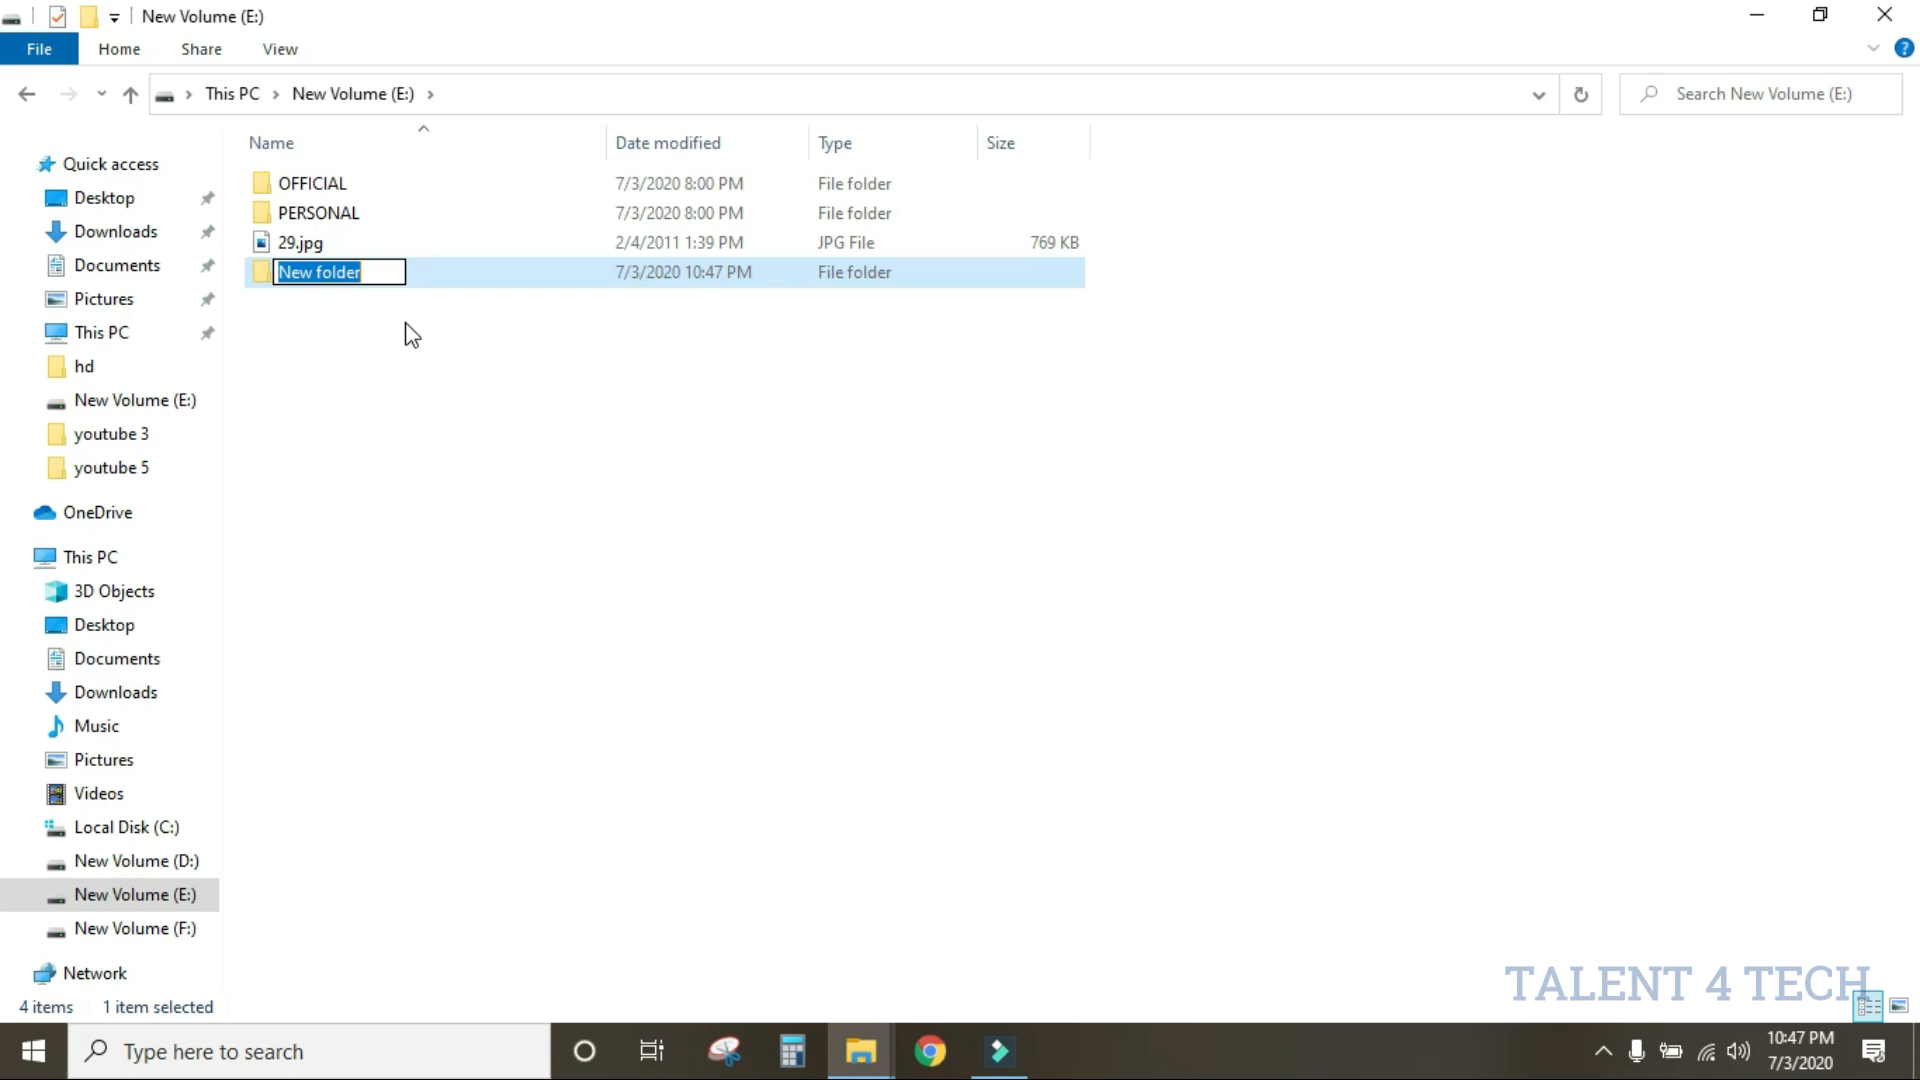 New Volume (E:)
File
Home
Share
View
This PC
New Volume (E:)
Search New Volume (E:)
Name
Date modified
Type
Size
OFFICIAL
7/3/2020 8:00 PM
File folder
PERSONAL
7/3/2020 8:00 PM
File folder
29.jpg
2/4/2011 1:39 PM
JPG File
769 KB
New folder
7/3/2020 10:47 PM
File folder
Quick access
Desktop
Downloads
Documents
Pictures
This PC
hd
New Volume (E:)
youtube 3
youtube 5
OneDrive
This PC
3D Objects
Desktop
Documents
Downloads
Music
Pictures
Videos
Local Disk (C:)
New Volume (D:)
New Volume (E:)
New Volume (F:)
Network
4 items
1 item selected
TALENT 4 TECH
Type here to search
10:47 PM
7/3/2020